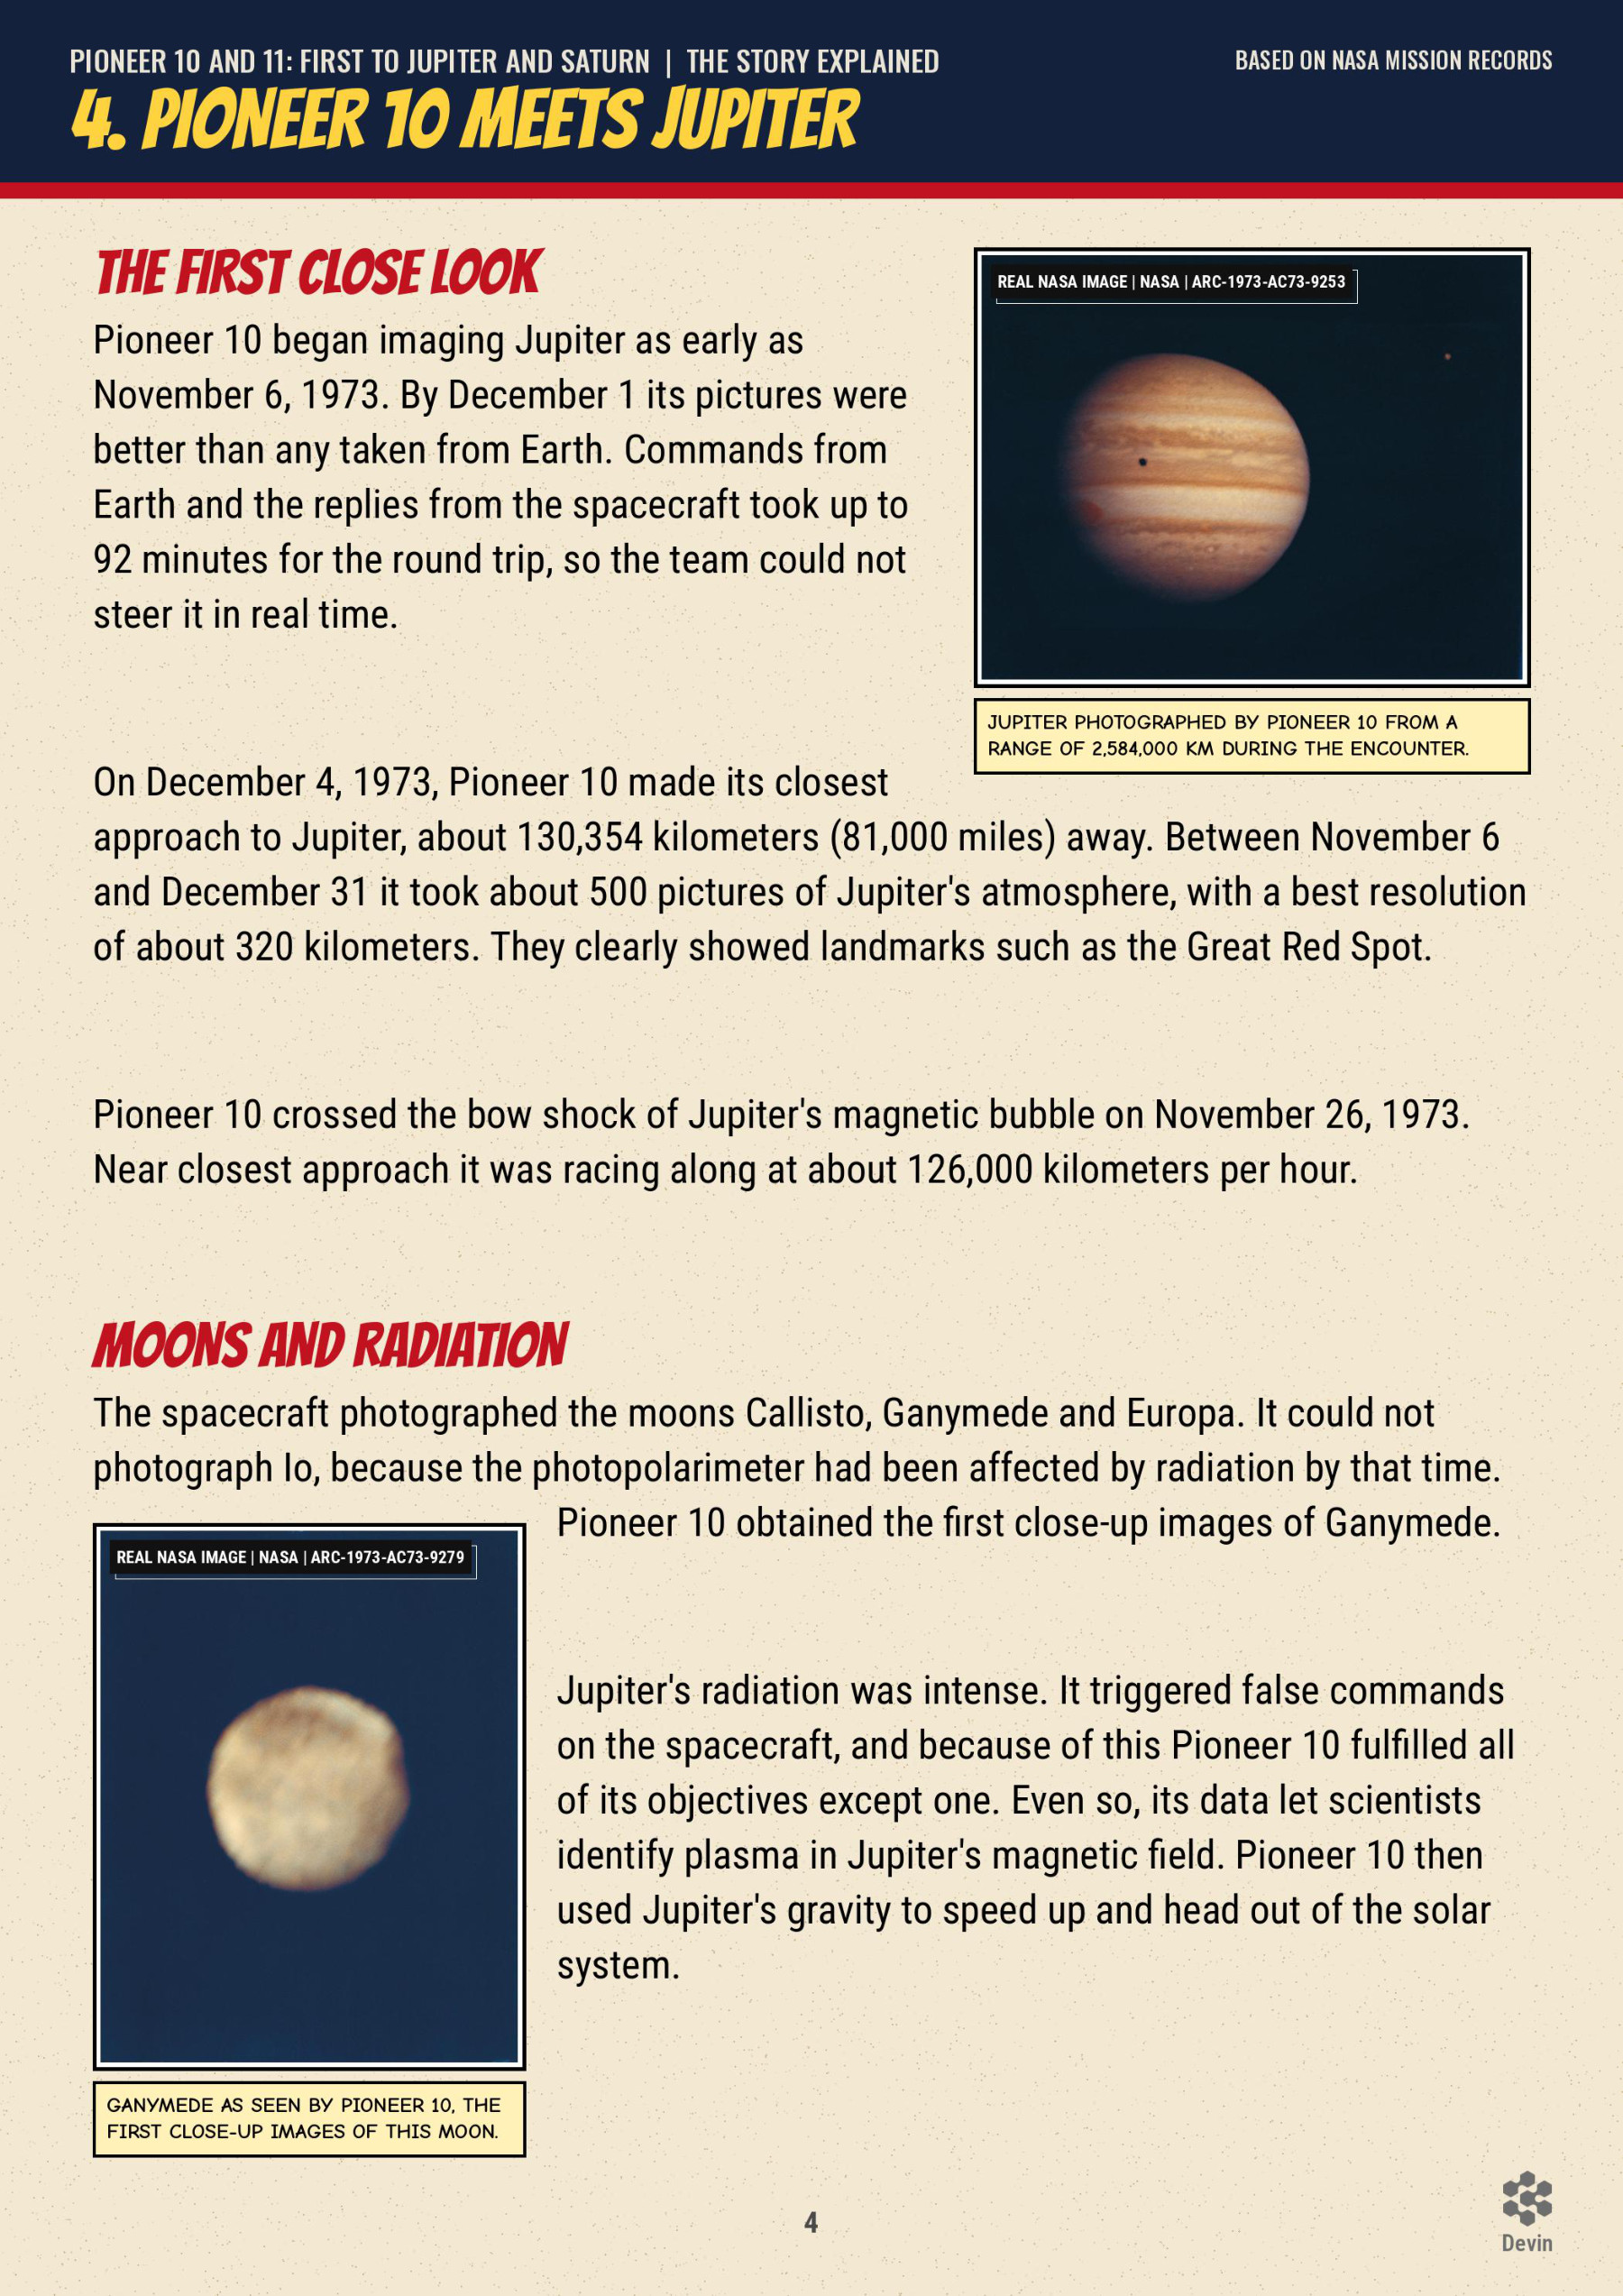 PIONEER 10 AND 11: FIRST TO JUPITER AND SATURN | THE STORY EXPLAINED
BASED ON NASA MISSION RECORDS
4. PIONEER 10 MEETS JUPITER
THE FIRST CLOSE LOOK
Pioneer 10 began imaging Jupiter as early as
November 6, 1973. By December 1 its pictures were
better than any taken from Earth. Commands from
Earth and the replies from the spacecraft took up to
92 minutes for the round trip, so the team could not
steer it in real time.
REAL NASA IMAGE | NASA | ARC-1973-AC73-9253
JUPITER PHOTOGRAPHED BY PIONEER 10 FROM A
RANGE OF 2,584,000 KM DURING THE ENCOUNTER.
On December 4, 1973, Pioneer 10 made its closest
approach to Jupiter, about 130,354 kilometers (81,000 miles) away. Between November 6
and December 31 it took about 500 pictures of Jupiter's atmosphere, with a best resolution
of about 320 kilometers. They clearly showed landmarks such as the Great Red Spot.
Pioneer 10 crossed the bow shock of Jupiter's magnetic bubble on November 26, 1973.
Near closest approach it was racing along at about 126,000 kilometers per hour.
MOONS AND RADIATION
The spacecraft photographed the moons Callisto, Ganymede and Europa. It could not
photograph Io, because the photopolarimeter had been affected by radiation by that time.
Pioneer 10 obtained the first close-up images of Ganymede.
REAL NASA IMAGE | NASA | ARC-1973-AC73-9279
GANYMEDE AS SEEN BY PIONEER 10, THE
FIRST CLOSE-UP IMAGES OF THIS MOON.
Jupiter's radiation was intense. It triggered false commands
on the spacecraft, and because of this Pioneer 10 fulfilled all
of its objectives except one. Even so, its data let scientists
identify plasma in Jupiter's magnetic field. Pioneer 10 then
used Jupiter's gravity to speed up and head out of the solar
system.
4
Devin